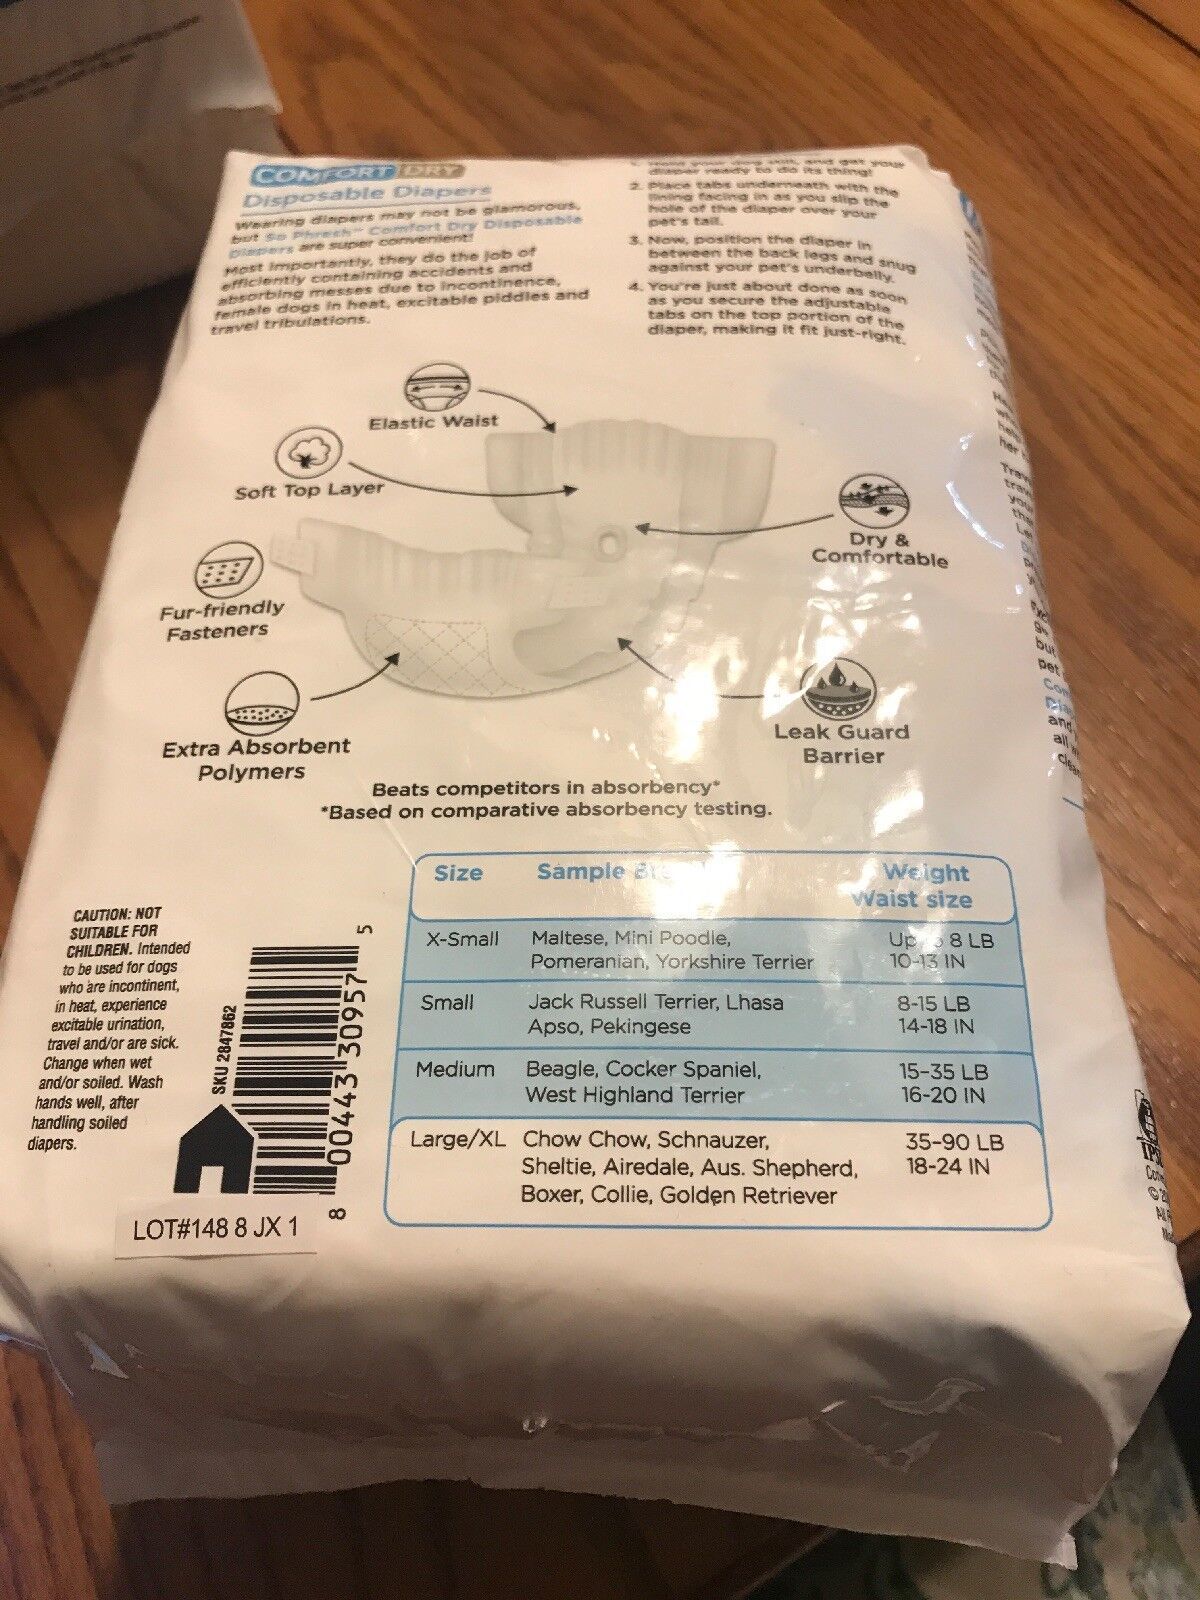 COMFORT DRY
Disposable Diapers
Wearing diapers may not be glamorous,
but So Phresh™ Comfort Dry Disposable
Diapers are super convenient!
Most importantly, they do the job of
efficiently containing accidents and
absorbing messes due to incontinence,
female dogs in heat, excitable piddles and
travel tribulations.
1. Hold your dog still, and get your
diaper ready to do its thing!
2. Place tabs underneath with the
lining facing in as you slip the
hole of the diaper over your
pet's tail.
3. Now, position the diaper in
between the back legs and snug
against your pet's underbelly.
4. You're just about done as soon
as you secure the adjustable
tabs on the top portion of the
diaper, making it fit just-right.
Elastic Waist
Soft Top Layer
Dry &
Comfortable
Fur-friendly
Fasteners
Extra Absorbent
Polymers
Leak Guard
Barrier
Beats competitors in absorbency*
*Based on comparative absorbency testing.
CAUTION: NOT
SUITABLE FOR
CHILDREN. Intended
to be used for dogs
who are incontinent,
in heat, experience
excitable urination,
travel and/or are sick.
Change when wet
and/or soiled. Wash
hands well, after
handling soiled
diapers.
SKU 2847862
8 00443 30957 5
LOT#148 8 JX 1
Size Sample Weight
Waist size
X-Small Maltese, Mini Poodle, 8 LB
Pomeranian, Yorkshire Terrier 10-13 IN
Small Jack Russell Terrier, Lhasa 8-15 LB
Apso, Pekingese 14-18 IN
Medium Beagle, Cocker Spaniel, 15-35 LB
West Highland Terrier 16-20 IN
Large/XL Chow Chow, Schnauzer, 35-90 LB
Sheltie, Airedale, Aus. Shepherd, 18-24 IN
Boxer, Collie, Golden Retriever